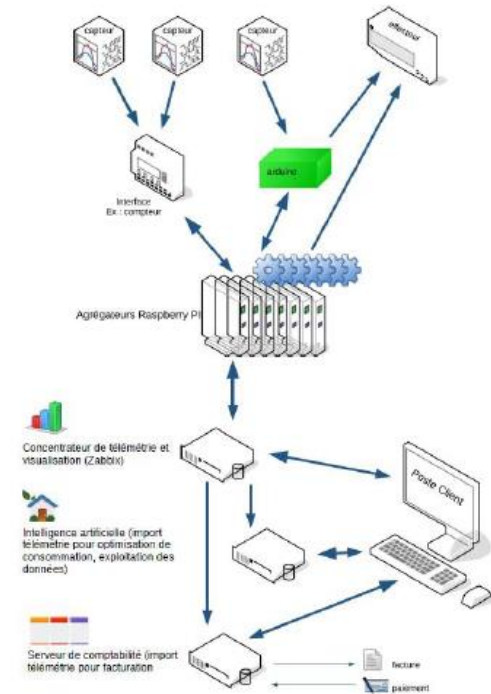 capteur
capteur
capteur
effecteur
arduino
Interface
Ex : compteur
Agrégateurs Raspberry PI
Concentrateur de télémétrie et
visualisation (Zabbix)
Poste Client
Intelligence artificielle (import
télémétrie pour optimisation de
consommation, exploitation des
données)
Serveur de comptabilité (import
télémétrie pour facturation
facture
paiement